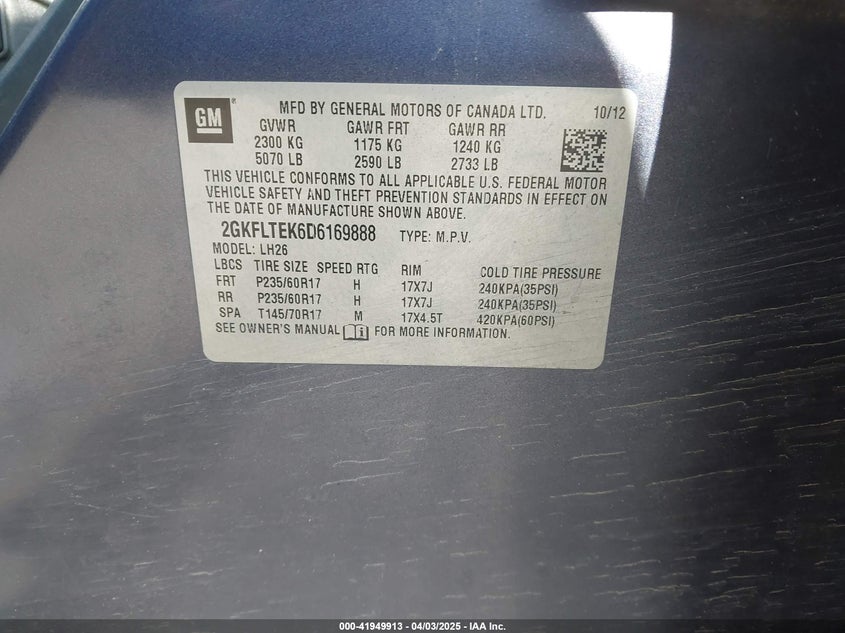 GM ® MFD BY GENERAL MOTORS OF CANADA LTD. 10/12
GVWR GAWR FRT GAWR RR
2300 KG 1175 KG 1240 KG
5070 LB 2590 LB 2733 LB
THIS VEHICLE CONFORMS TO ALL APPLICABLE U.S. FEDERAL MOTOR
VEHICLE SAFETY AND THEFT PREVENTION STANDARDS IN EFFECT ON
THE DATE OF MANUFACTURE SHOWN ABOVE.
2GKFLTEK6D6169888 TYPE: M.P.V.
MODEL: LH26
LBCS TIRE SIZE SPEED RTG RIM COLD TIRE PRESSURE
FRT P235/60R17 H 17X7J 240KPA(35PSI)
RR P235/60R17 H 17X7J 240KPA(35PSI)
SPA T145/70R17 M 17X4.5T 420KPA(60PSI)
SEE OWNER'S MANUAL FOR MORE INFORMATION.
000-41949913 - 04/03/2025 - IAA Inc.